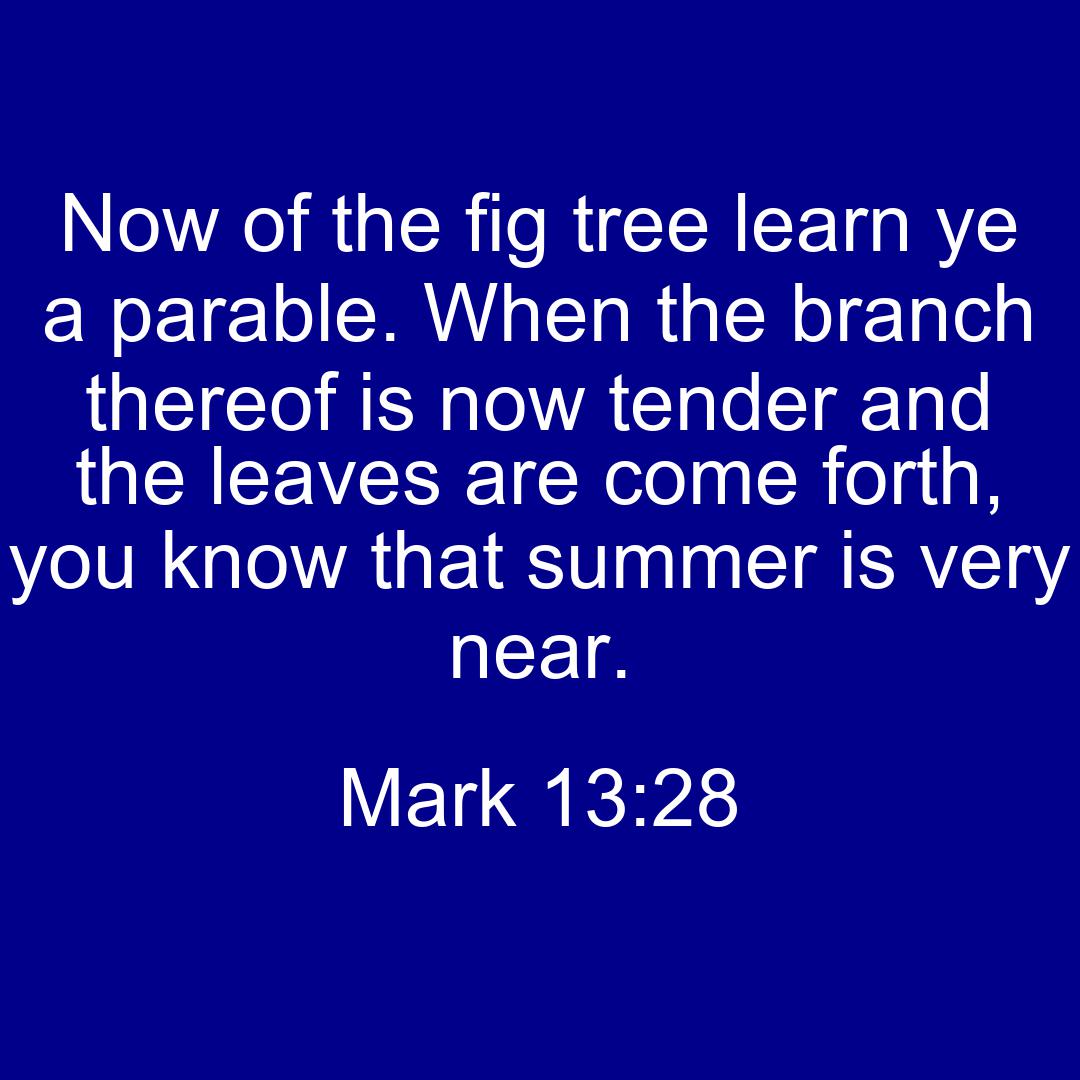 Now of the fig tree learn ye
a parable. When the branch
thereof is now tender and
the leaves are come forth,
you know that summer is very
near.
Mark 13:28